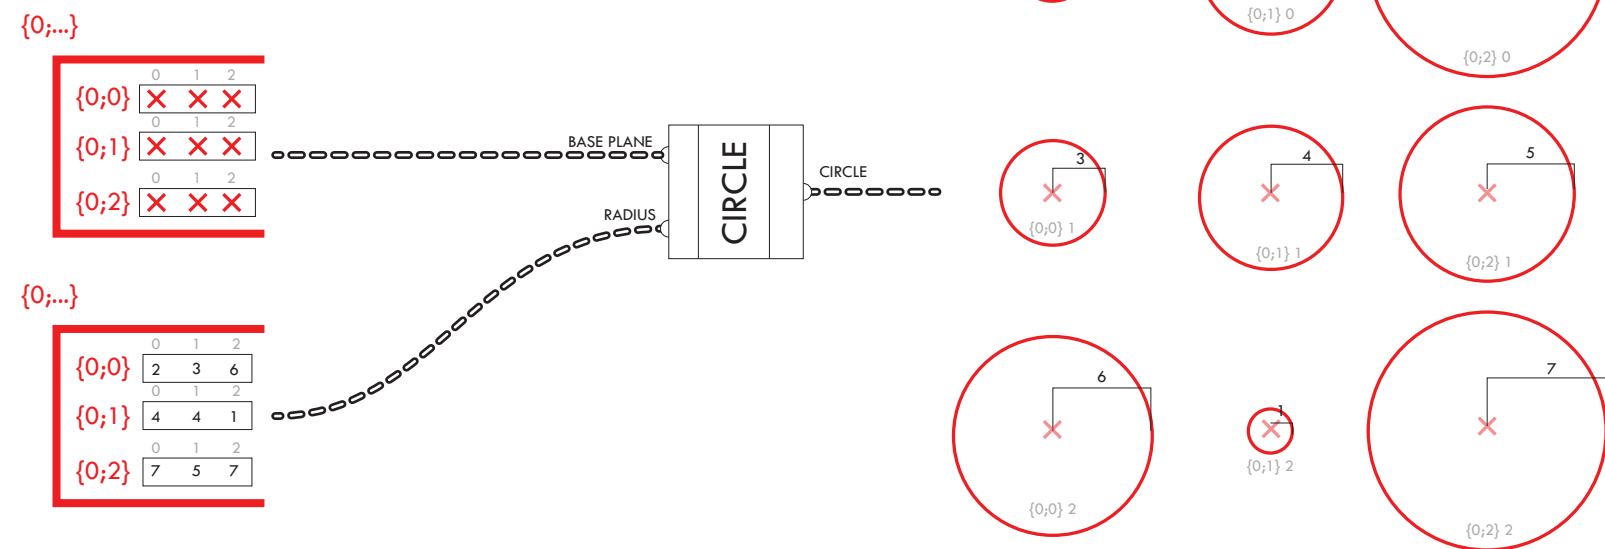 {0;...}
0 1 2
{0;0}
0 1 2
{0;1}
0 1 2
{0;2}
BASE PLANE
RADIUS
CIRCLE
CIRCLE
{0;...}
0 1 2
{0;0} 2 3 6
0 1 2
{0;1} 4 4 1
0 1 2
{0;2} 7 5 7
{0;1} 0
{0;2} 0
3
{0;0} 1
4
{0;1} 1
5
{0;2} 1
6
{0;0} 2
1
{0;1} 2
7
{0;2} 2